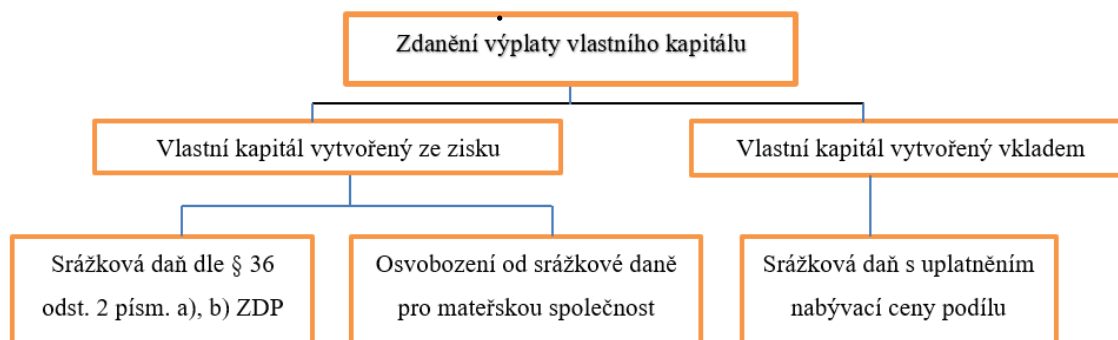 Zdanění výplaty vlastního kapitálu
Vlastní kapitál vytvořený ze zisku
Vlastní kapitál vytvořený vkladem
Srážková daň dle § 36
odst. 2 písm. a), b) ZDP
Osvobození od srážkové daně
pro mateřskou společnost
Srážková daň s uplatněním
nabývací ceny podílu